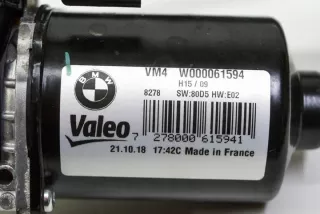 BMW
VM4 W000061594
H15 / 09
8278 SW:80D5 HW:E02
Valeo
7 278000 615941
21.10.18 17:42C Made in France